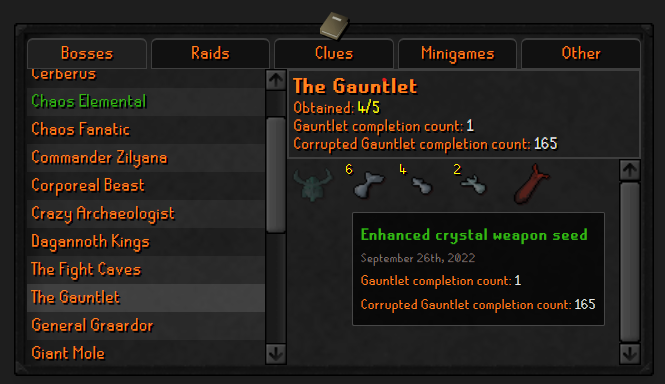 Bosses Raids Clues Minigames Other
Cerberus
Chaos Elemental
Chaos Fanatic
Commander Zilyana
Corporeal Beast
Crazy Archaeologist
Dagannoth Kings
The Fight Caves
The Gauntlet
General Graardor
Giant Mole
The Gauntlet
Obtained: 4/5
Gauntlet completion count: 1
Corrupted Gauntlet completion count: 165
6 4 2
Enhanced crystal weapon seed
September 26th, 2022
Gauntlet completion count: 1
Corrupted Gauntlet completion count: 165